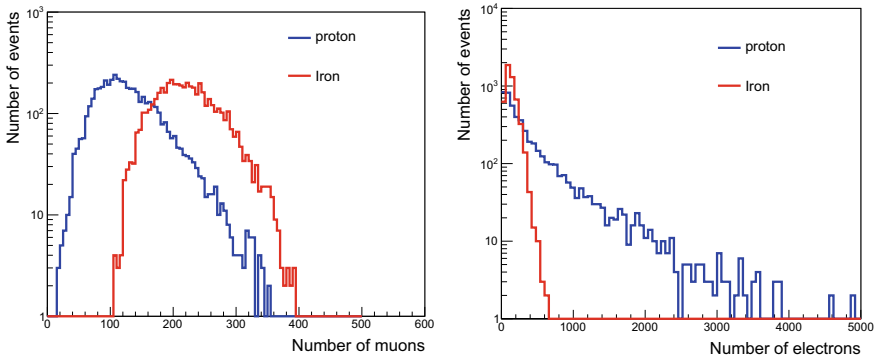 Number of events
10³
10²
10
1
proton
Iron
0
100
200
300
400
500
600
Number of muons
Number of events
10⁴
10³
10²
10
1
proton
Iron
0
1000
2000
3000
4000
5000
Number of electrons